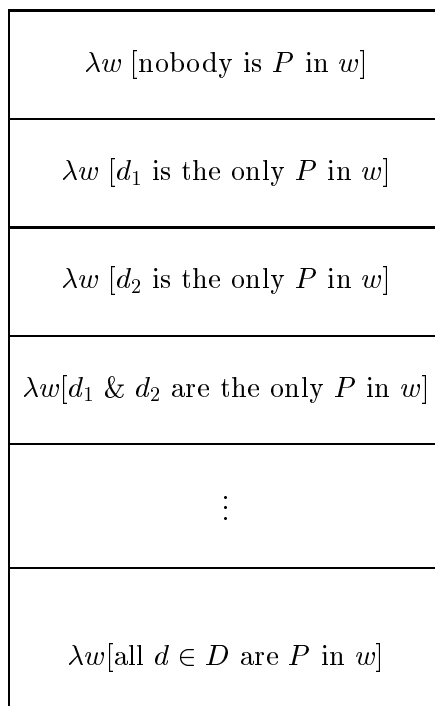 λw [nobody is P in w]
λw [d₁ is the only P in w]
λw [d₂ is the only P in w]
λw[d₁ & d₂ are the only P in w]
⋮
λw[all d ∈ D are P in w]